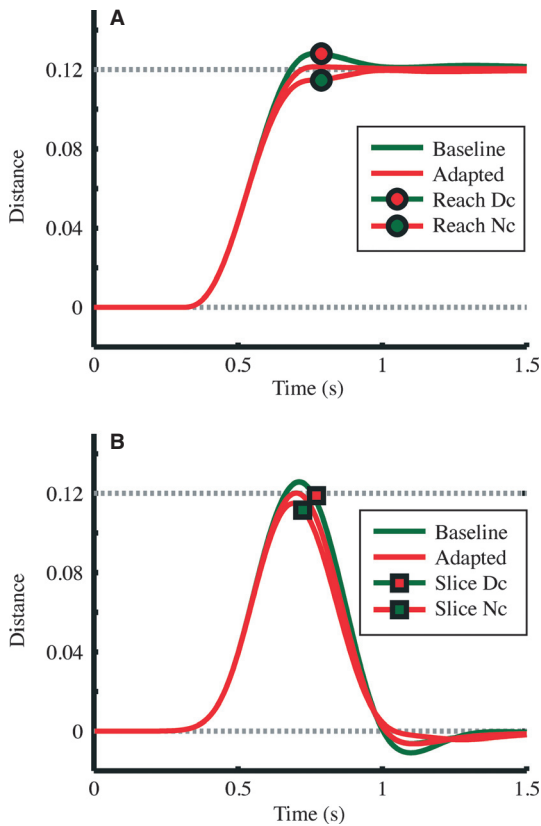 A
0.12
0.08
0.04
0
Distance
Baseline
Adapted
Reach Dc
Reach Nc
0
0.5
1
1.5
Time (s)
B
0.12
0.08
0.04
0
Distance
Baseline
Adapted
Slice Dc
Slice Nc
0
0.5
1
1.5
Time (s)